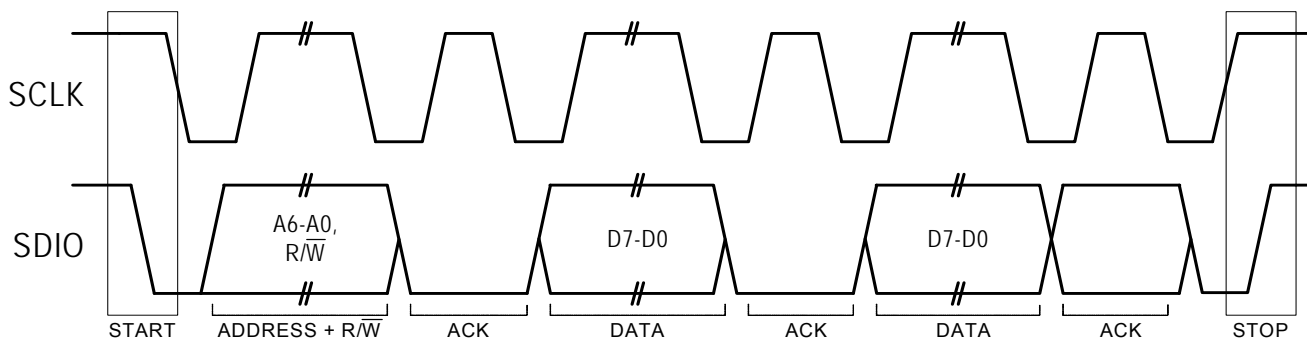 SCLK
SDIO
A6-A0,
R/W̅
D7-D0
D7-D0
START
ADDRESS + R/W̅
ACK
DATA
ACK
DATA
ACK
STOP